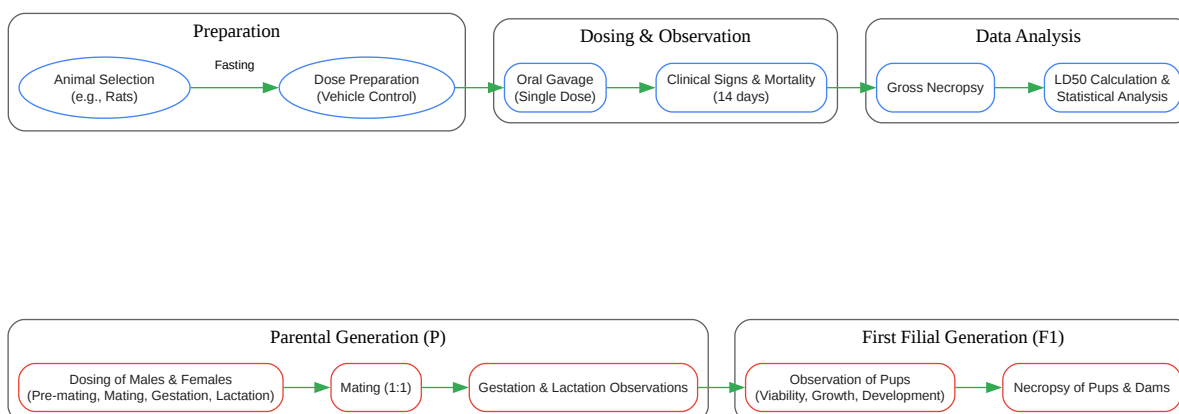 Preparation
Animal Selection
(e.g., Rats)
Fasting
Dose Preparation
(Vehicle Control)
Dosing & Observation
Oral Gavage
(Single Dose)
Clinical Signs & Mortality
(14 days)
Data Analysis
Gross Necropsy
LD50 Calculation &
Statistical Analysis
Parental Generation (P)
Dosing of Males & Females
(Pre-mating, Mating, Gestation, Lactation)
Mating (1:1)
Gestation & Lactation Observations
First Filial Generation (F1)
Observation of Pups
(Viability, Growth, Development)
Necropsy of Pups & Dams